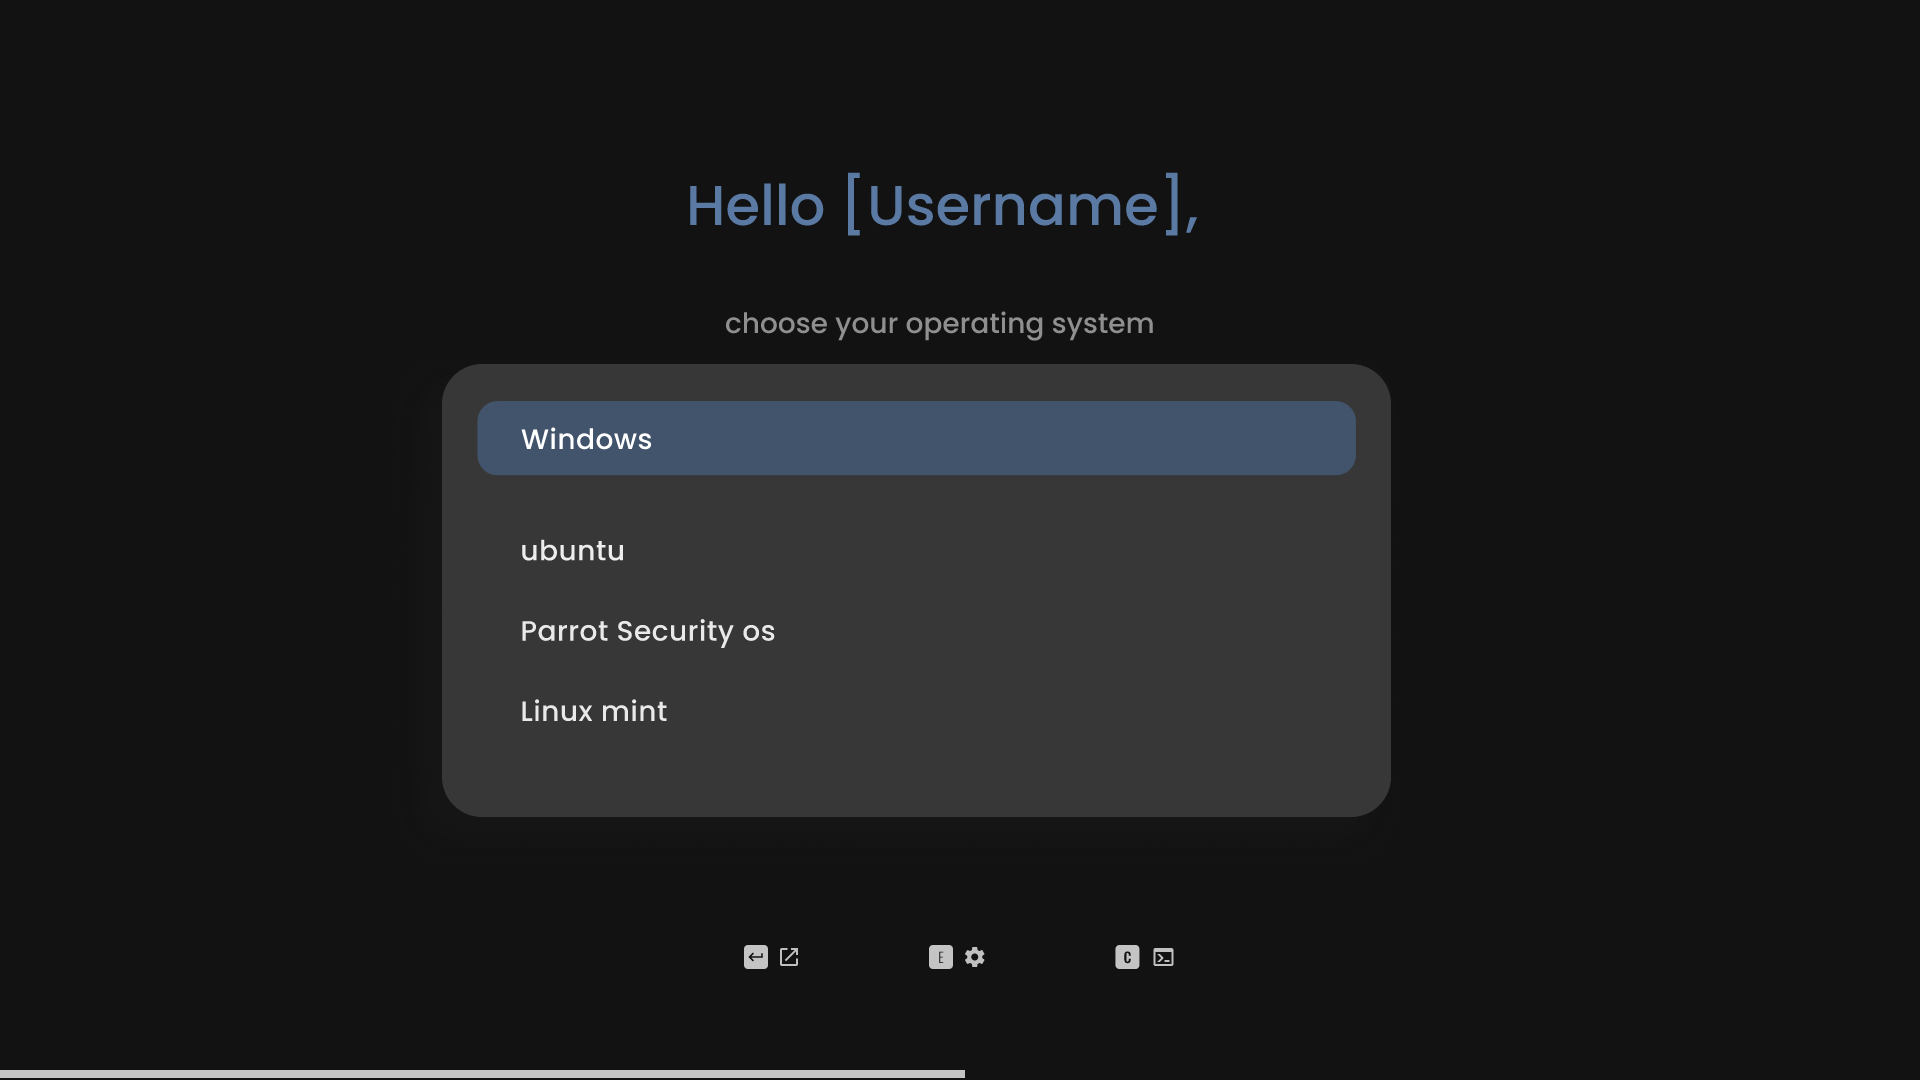 Hello [Username],
choose your operating system
Windows
ubuntu
Parrot Security os
Linux mint
E
C